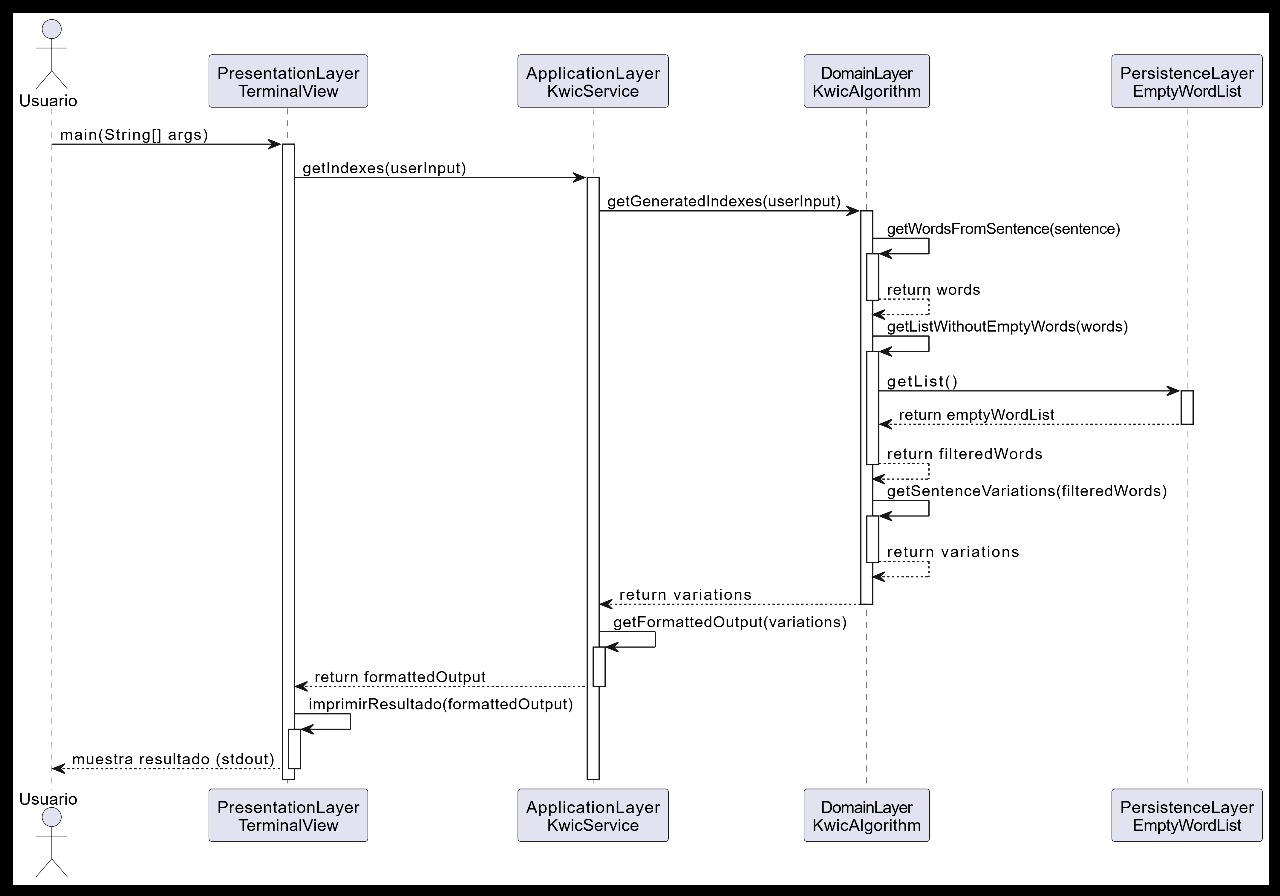 Usuario
PresentationLayer
TerminalView
ApplicationLayer
KwicService
DomainLayer
KwicAlgorithm
PersistenceLayer
EmptyWordList
main(String[] args)
getIndexes(userInput)
getGeneratedIndexes(userInput)
getWordsFromSentence(sentence)
return words
getListWithoutEmptyWords(words)
getList()
return emptyWordList
return filteredWords
getSentenceVariations(filteredWords)
return variations
return variations
getFormattedOutput(variations)
return formattedOutput
imprimirResultado(formattedOutput)
muestra resultado (stdout)
Usuario
PresentationLayer
TerminalView
ApplicationLayer
KwicService
DomainLayer
KwicAlgorithm
PersistenceLayer
EmptyWordList